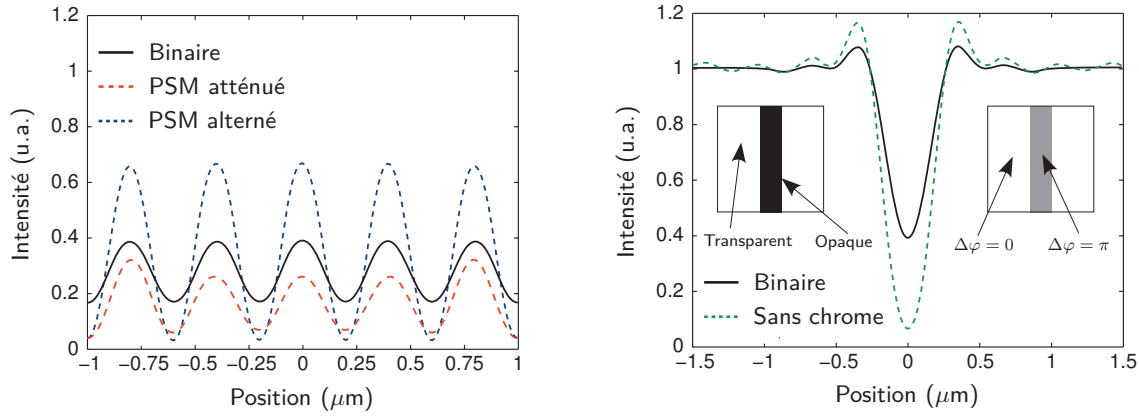 Intensité (u.a.)
1.2
1
0.8
0.6
0.4
0.2
0
Binaire
PSM atténué
PSM alterné
−1 −0.75 −0.5 −0.25 0 0.25 0.5 0.75 1
Position (μm)
Intensité (u.a.)
1.2
1
0.8
0.6
0.4
0.2
0
Transparent
Opaque
Δφ = 0
Δφ = π
Binaire
Sans chrome
−1.5 −1 −0.5 0 0.5 1 1.5
Position (μm)